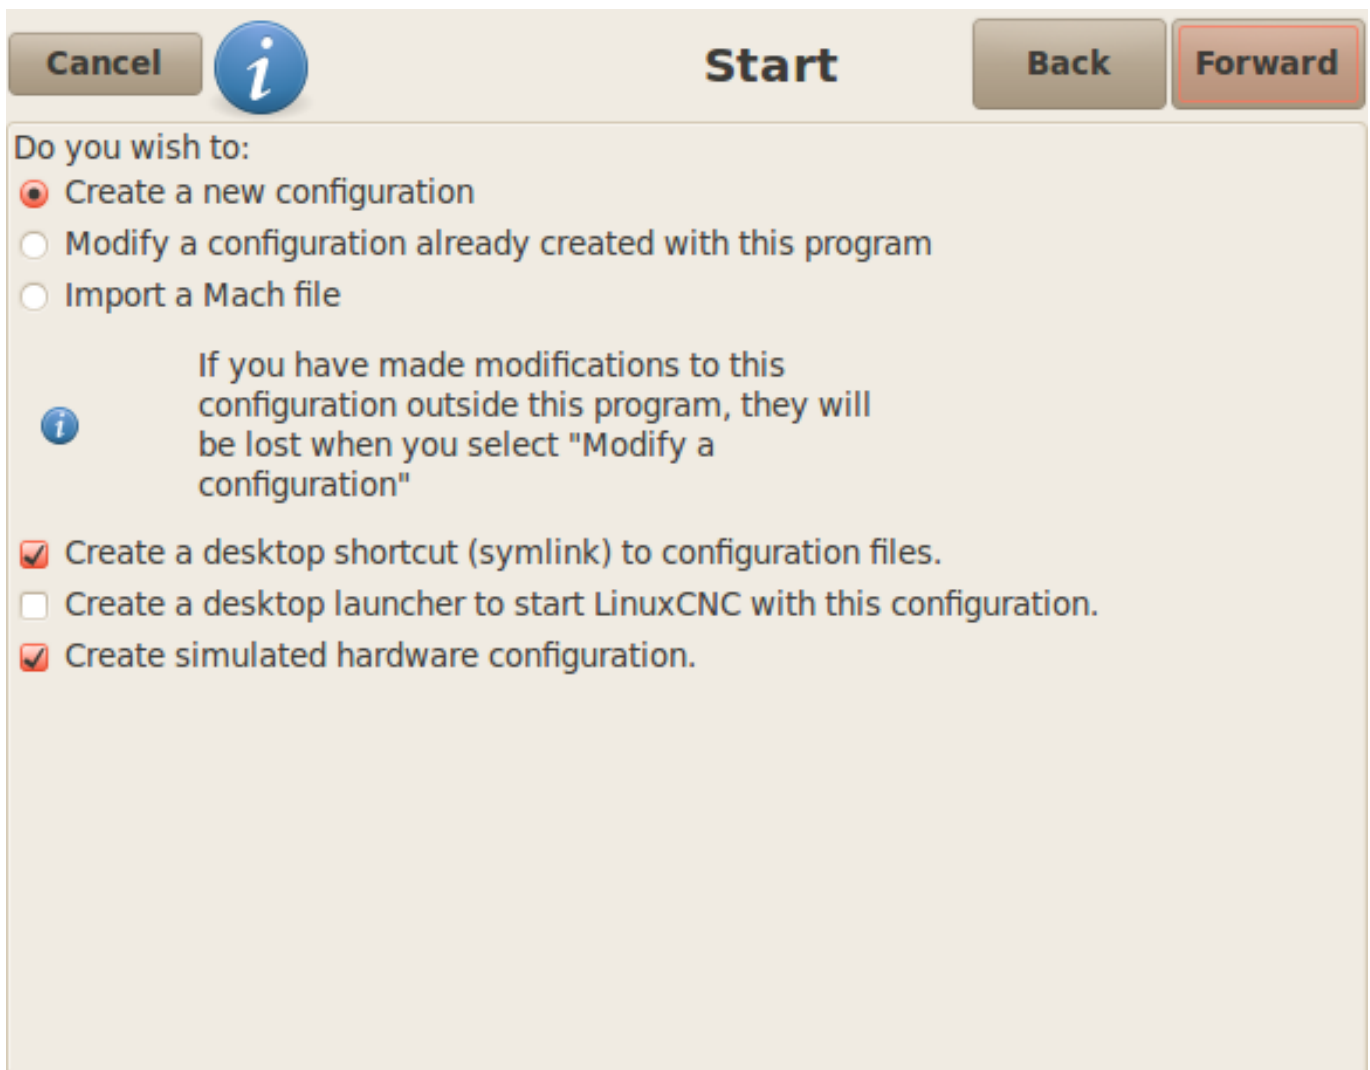 Cancel
Start
Back
Forward
Do you wish to:
Create a new configuration
Modify a configuration already created with this program
Import a Mach file
If you have made modifications to this
configuration outside this program, they will
be lost when you select "Modify a
configuration"
Create a desktop shortcut (symlink) to configuration files.
Create a desktop launcher to start LinuxCNC with this configuration.
Create simulated hardware configuration.